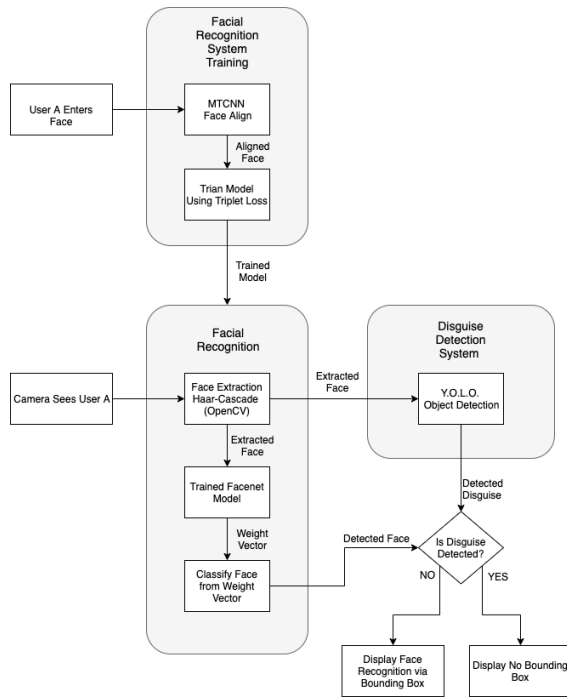 Facial
Recognition
System
Training
User A Enters
Face
MTCNN
Face Align
Aligned
Face
Trian Model
Using Triplet Loss
Trained
Model
Facial
Recognition
Disguise
Detection
System
Camera Sees User A
Face Extraction
Haar-Cascade
(OpenCV)
Extracted
Face
Y.O.L.O.
Object Detection
Extracted
Face
Trained Facenet
Model
Detected
Disguise
Weight
Vector
Detected Face
Is Disguise
Detected?
Classify Face
from Weight
Vector
NO
YES
Display Face
Recognition via
Bounding Box
Display No Bounding
Box